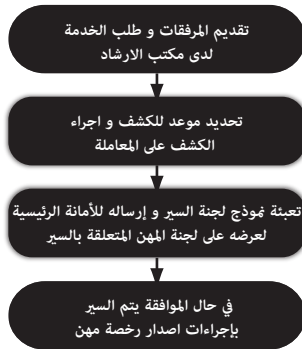 تقديم المرفقات و طلب الخدمة
لدى مكتب الارشاد
تحديد موعد للكشف و اجراء
الكشف على المعاملة
تعبئة نموذج لجنة السير و إرساله للأمانة الرئيسية
لعرضه على لجنة المهن المتعلقة بالسير
في حال الموافقة يتم السير
بإجراءات اصدار رخصة مهن